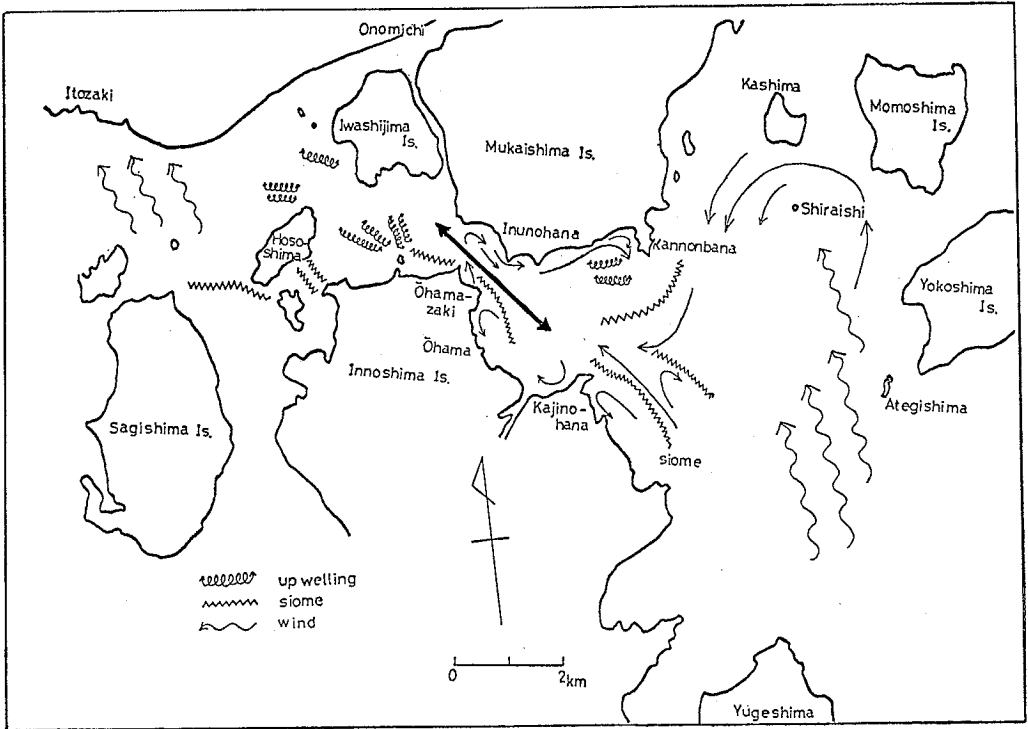 Onomichi
Itozaki
Kashima
Momoshima
Is.
Iwashijima
Is.
Mukaishima Is.
Shiraishi
Inunohana
Kannonbana
Hoso-
shima
Yokoshima
Is.
Ōhama-
zaki
Ōhama
Innoshima Is.
Ategishima
Kajino-
hana
Sagishima Is.
siome
up welling
siome
wind
0 2km
Yugeshima